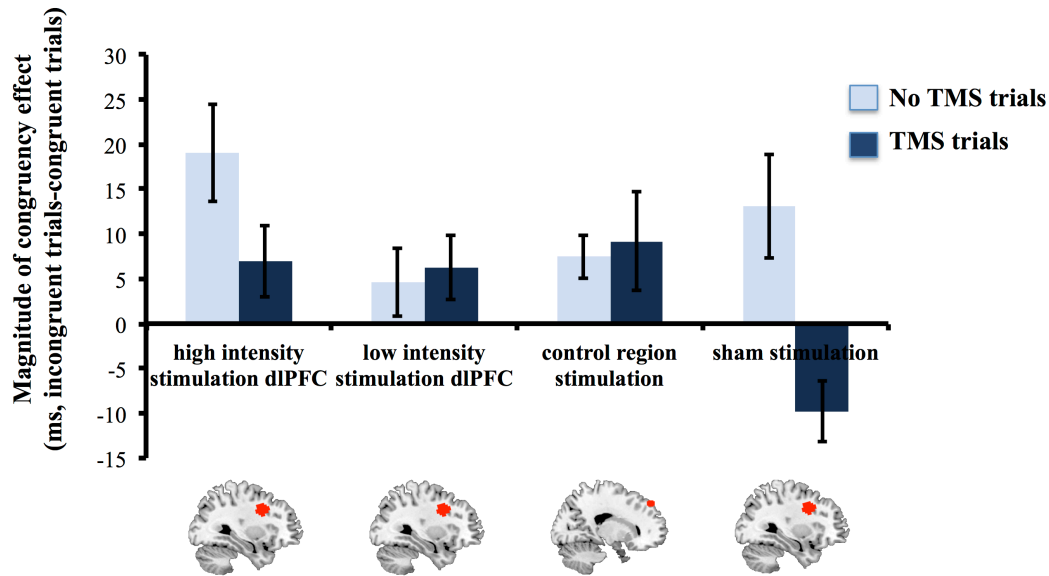 Magnitude of congruency effect
(ms, incongruent trials-congruent trials)
30
25
20
15
10
5
0
-5
-10
-15
No TMS trials
TMS trials
high intensity
stimulation dlPFC
low intensity
stimulation dlPFC
control region
stimulation
sham stimulation